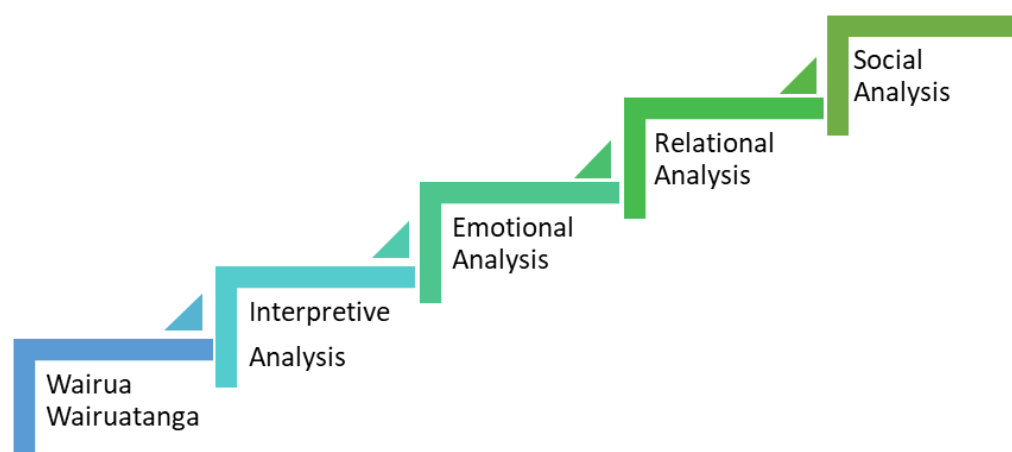 Social
Analysis
Relational
Analysis
Emotional
Analysis
Interpretive
Analysis
Wairua
Wairuatanga